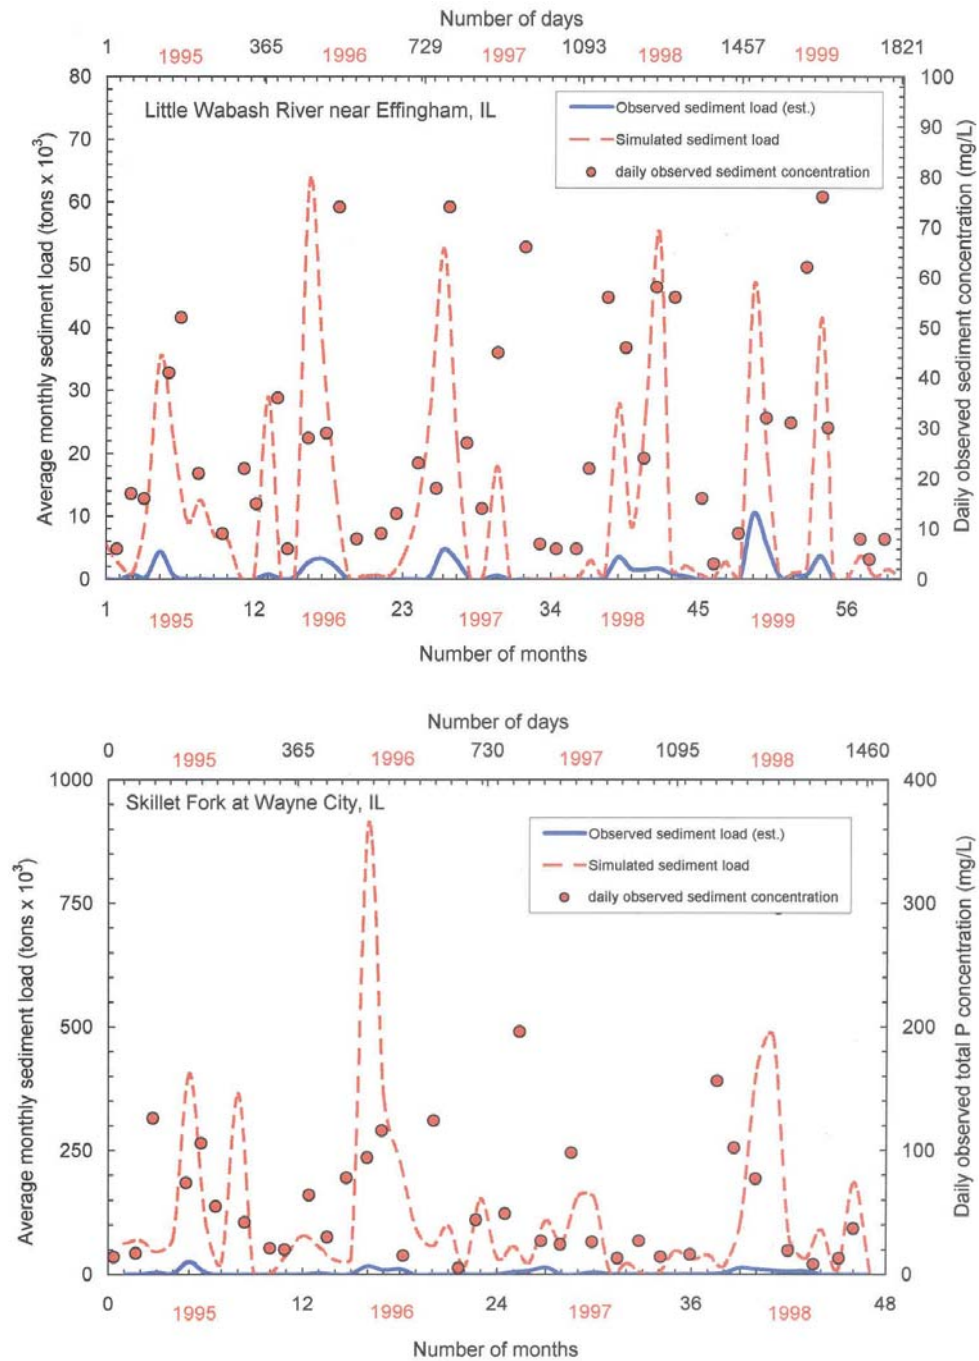 Number of days
1 365 729 1093 1457 1821
1995 1996 1997 1998 1999
80 100
Little Wabash River near Effingham, IL
Observed sediment load (est.)
Simulated sediment load
daily observed sediment concentration
70 90
60 80
50 70
40 60
30 50
20 40
10 30
0 20
10
0
Average monthly sediment load (tons x 10³)
Daily observed sediment concentration (mg/L)
1 12 23 34 45 56
1995 1996 1997 1998 1999
Number of months
Number of days
0 365 730 1095 1460
1995 1996 1997 1998
1000 400
Skillet Fork at Wayne City, IL
Observed sediment load (est.)
Simulated sediment load
daily observed sediment concentration
750 300
500 200
250 100
0 0
Average monthly sediment load (tons x 10³)
Daily observed total P concentration (mg/L)
0 12 24 36 48
1995 1996 1997 1998
Number of months